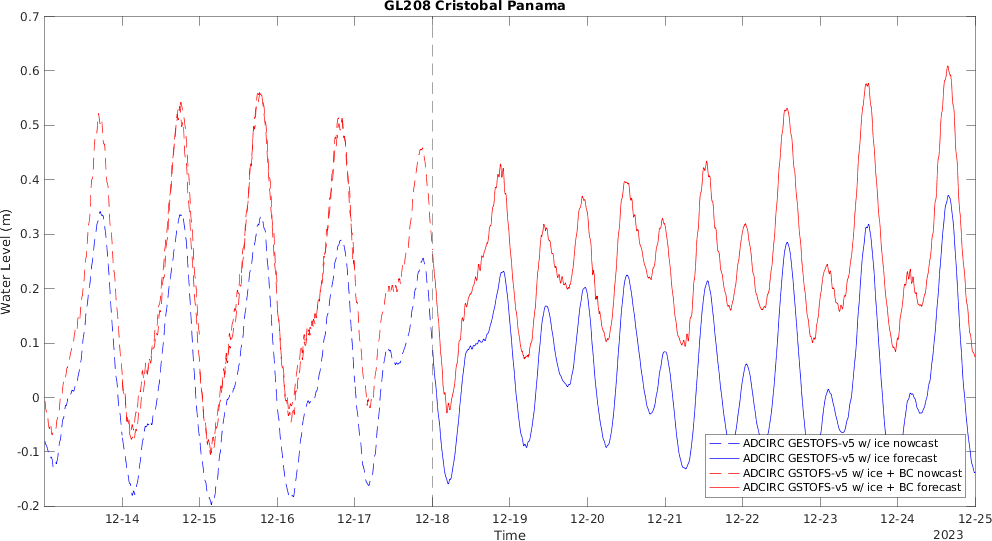 GL208 Cristobal Panama
0.7
0.6
0.5
0.4
0.3
0.2
0.1
0
-0.1
-0.2
Water Level (m)
ADCIRC GESTOFS-v5 w/ ice nowcast
ADCIRC GESTOFS-v5 w/ ice forecast
ADCIRC GSTOFS-v5 w/ ice + BC nowcast
ADCIRC GSTOFS-v5 w/ ice + BC forecast
12-14 12-15 12-16 12-17 12-18 12-19 12-20 12-21 12-22 12-23 12-24 12-25
Time
2023